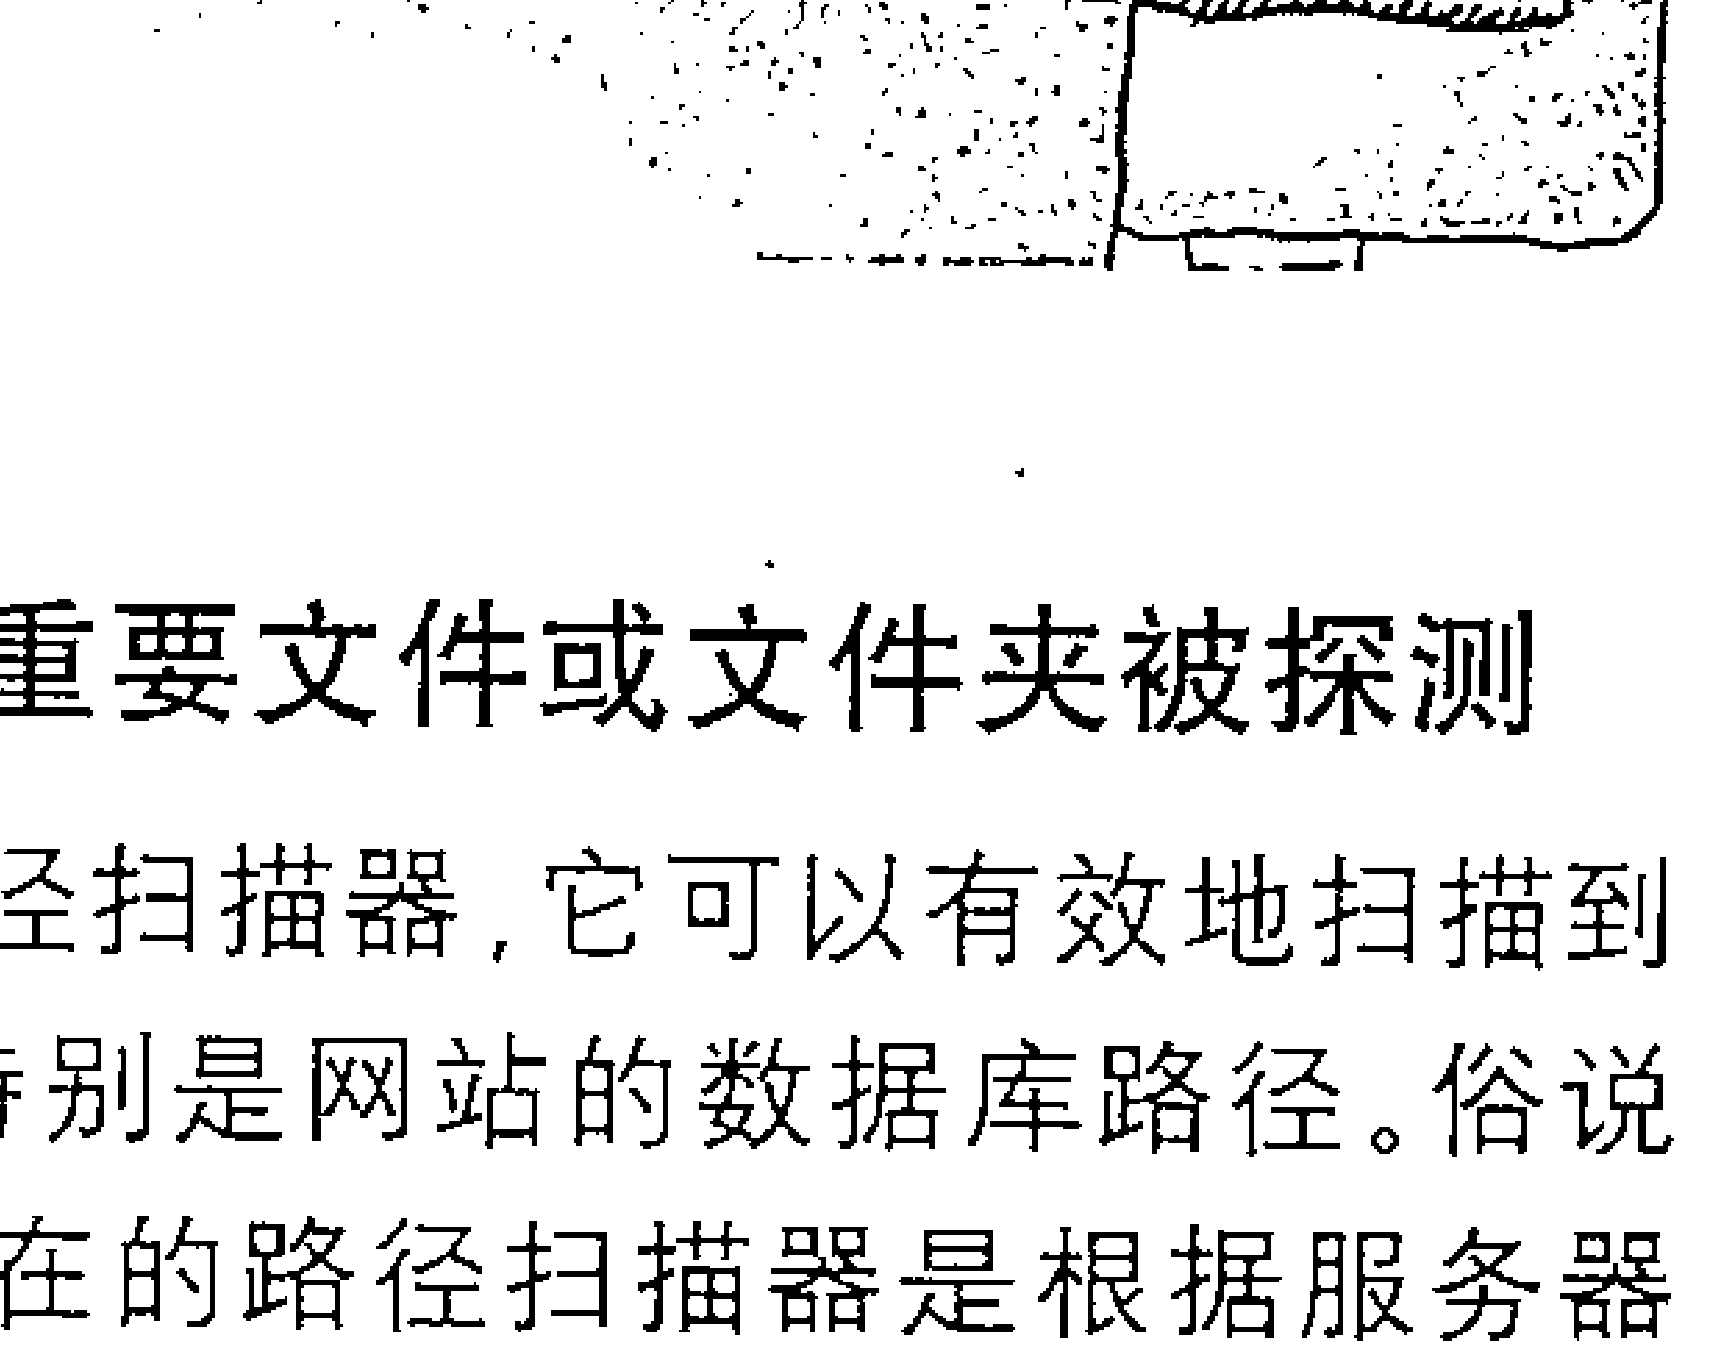 重要文件或文件夹被探测
径扫描器,它可以有效地扫描到
特别是网站的数据库路径。俗说
在的路径扫描器是根据服务器